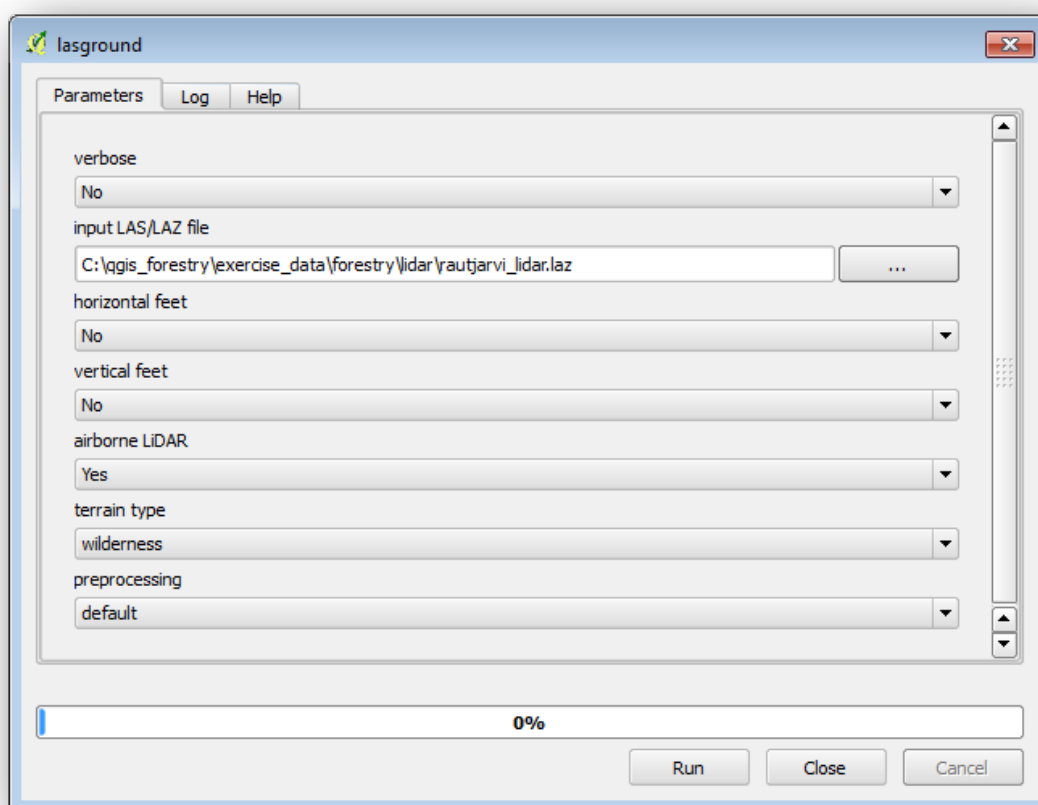 lasground
Parameters Log Help
verbose
No
input LAS/LAZ file
C:\qgis_forestry\exercise_data\forestry\lidar\rautjarvi_lidar.laz ...
horizontal feet
No
vertical feet
No
airborne LiDAR
Yes
terrain type
wilderness
preprocessing
default
0%
Run Close Cancel